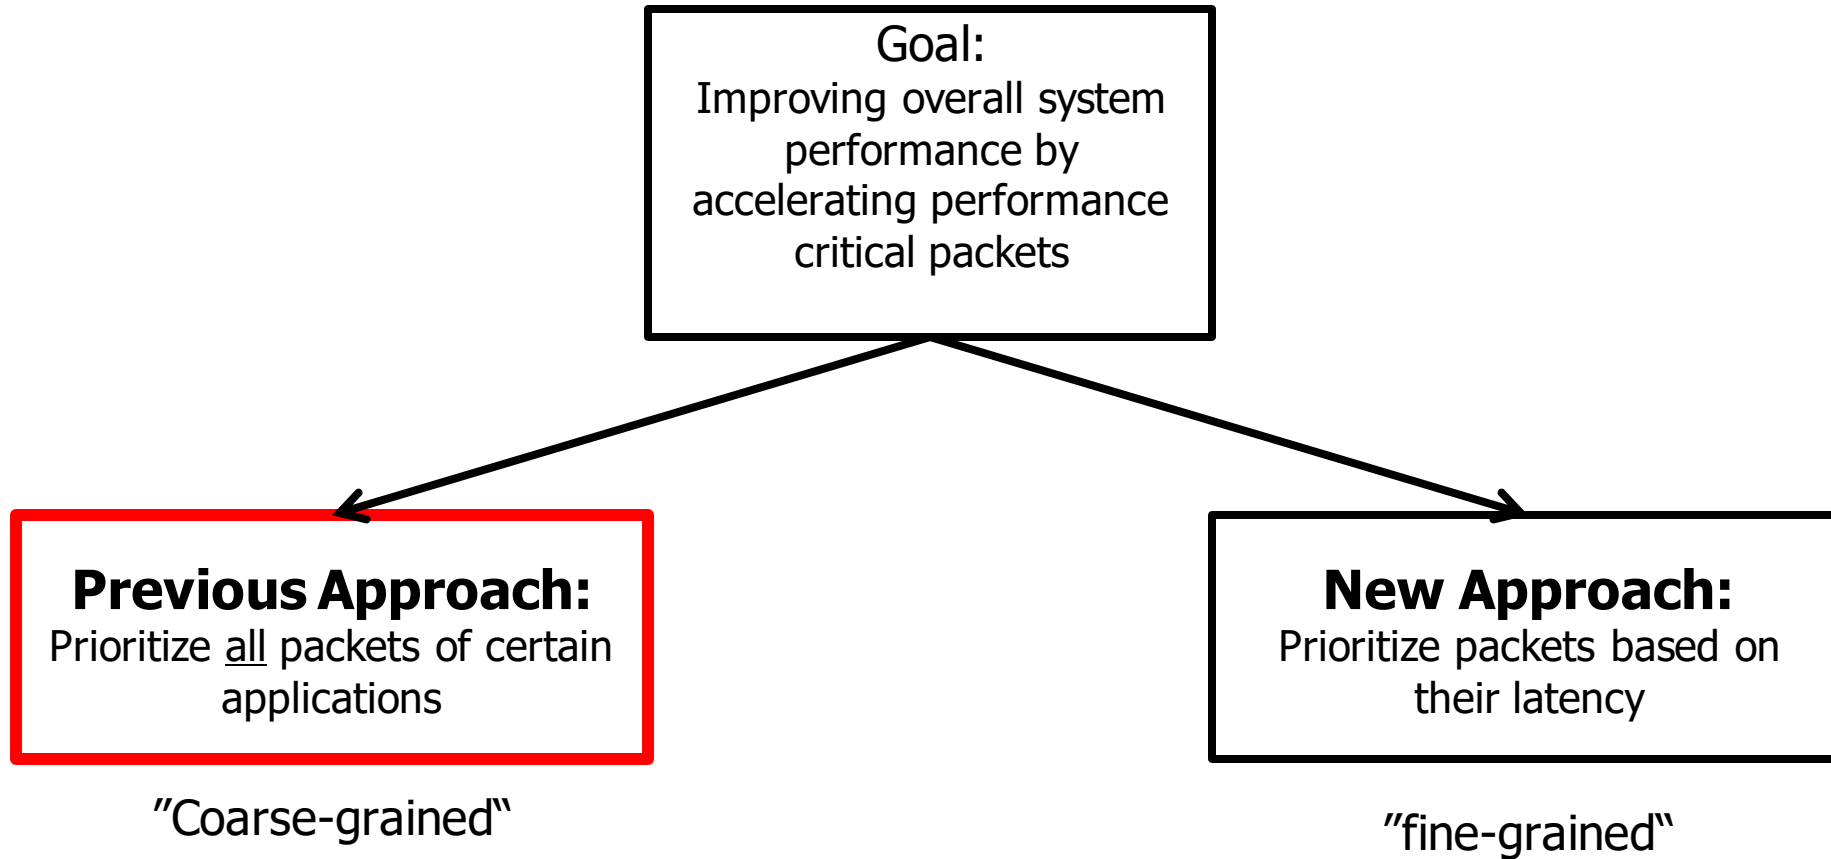 Goal:
Improving overall system
performance by
accelerating performance
critical packets
Previous Approach:
Prioritize all packets of certain
applications
New Approach:
Prioritize packets based on
their latency
”Coarse-grained“
”fine-grained“